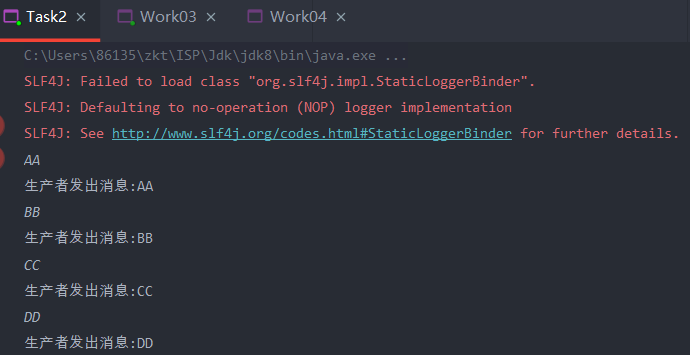 Task2 × Work03 × Work04 ×
C:\Users\86135\zkt\ISP\Jdk\jdk8\bin\java.exe ...
SLF4J: Failed to load class "org.slf4j.impl.StaticLoggerBinder".
SLF4J: Defaulting to no-operation (NOP) logger implementation
SLF4J: See http://www.slf4j.org/codes.html#StaticLoggerBinder for further details.
AA
生产者发出消息:AA
BB
生产者发出消息:BB
CC
生产者发出消息:CC
DD
生产者发出消息:DD